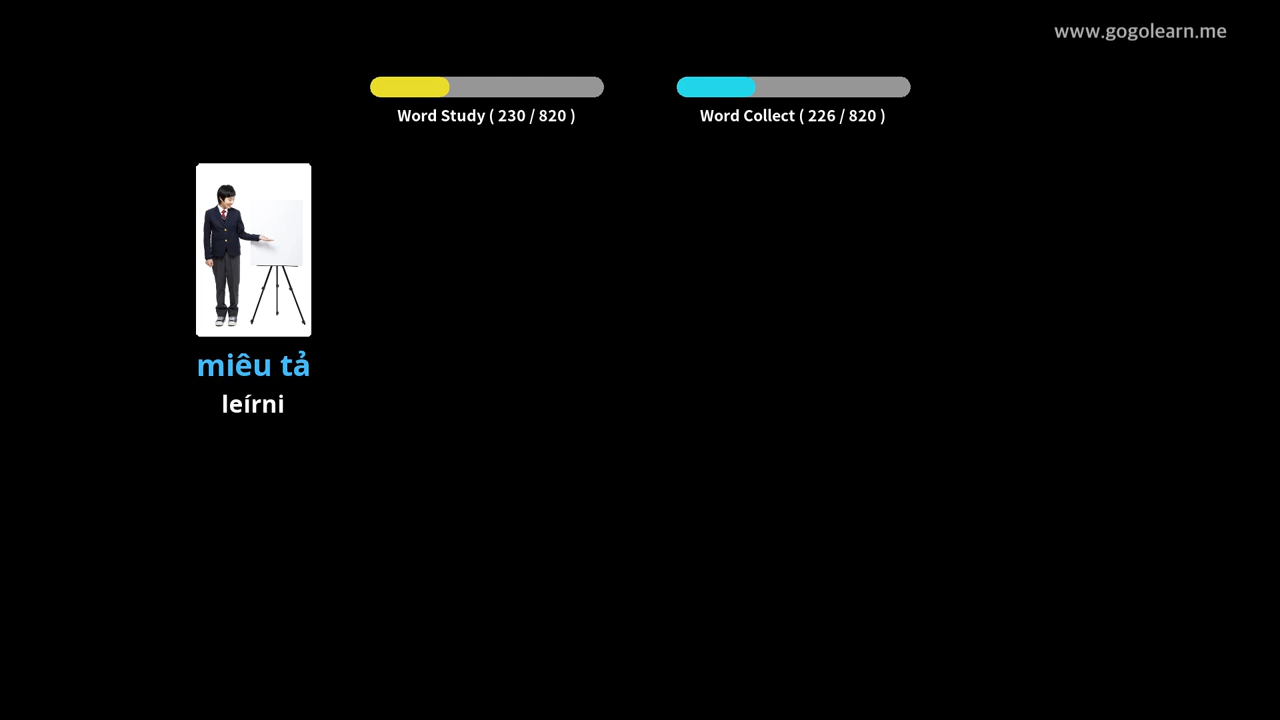 www.gogolearn.me
Word Study ( 230 / 820 )
Word Collect ( 226 / 820 )
miêu tả
leírni